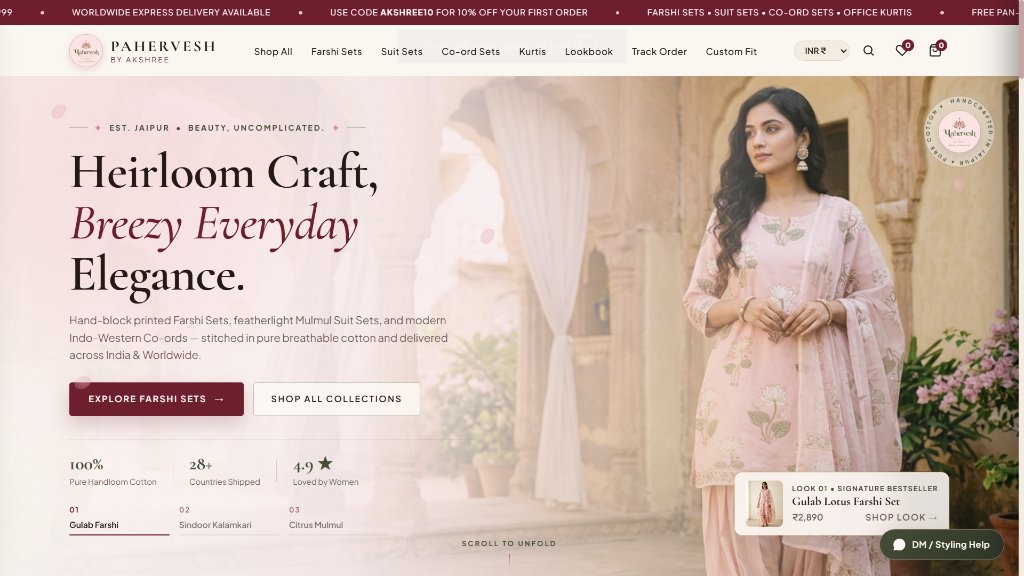 999 • WORLDWIDE EXPRESS DELIVERY AVAILABLE • USE CODE AKSHREE10 FOR 10% OFF YOUR FIRST ORDER • FARSHI SETS • SUIT SETS • CO-ORD SETS • OFFICE KURTIS • FREE PAN-
PAHERVESH
BY AKSHREE
Shop All Farshi Sets Suit Sets Co-ord Sets Kurtis Lookbook Track Order Custom Fit
INR ₹ 0 0
EST. JAIPUR • BEAUTY, UNCOMPLICATED.
Heirloom Craft,
Breezy Everyday
Elegance.
HANDCRAFTED IN JAIPUR • PURE COTTON •
Mahervesh
Hand-block printed Farshi Sets, featherlight Mulmul Suit Sets, and modern
Indo-Western Co-ords — stitched in pure breathable cotton and delivered
across India & Worldwide.
EXPLORE FARSHI SETS →
SHOP ALL COLLECTIONS
100% 28+ 4.9 ★
Pure Handloom Cotton Countries Shipped Loved by Women
01 02 03
Gulab Farshi Sindoor Kalamkari Citrus Mulmul
SCROLL TO UNFOLD
LOOK 01 • SIGNATURE BESTSELLER
Gulab Lotus Farshi Set
₹2,890 SHOP LOOK →
DM / Styling Help